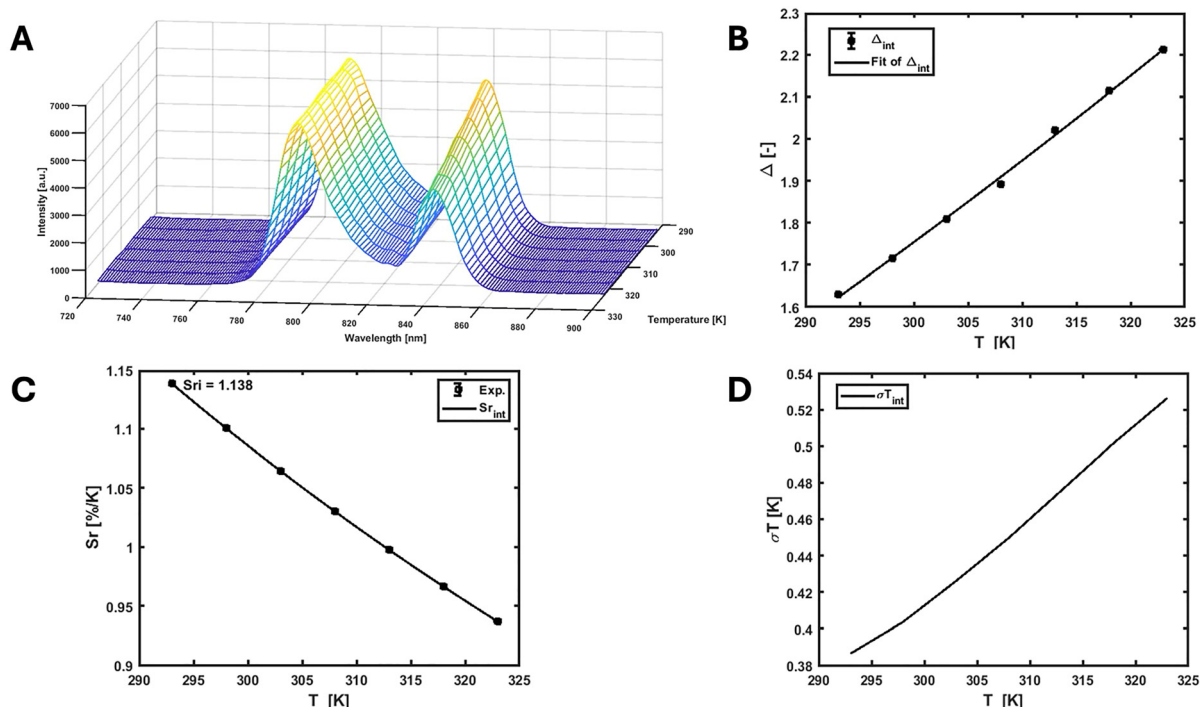 A
7000
6000
5000
4000
3000
2000
1000
0
Intensity [a.u.]
720
740
760
780
800
820
840
860
880
900
Wavelength [nm]
290
300
310
320
330
Temperature [K]
B
2.3
2.2
2.1
2
1.9
1.8
1.7
1.6
Δ [-]
Δint
Fit of Δint
290 295 300 305 310 315 320 325
T [K]
C
1.15
1.1
1.05
1
0.95
0.9
Sr [%/K]
Sri = 1.138
Exp.
Srint
290 295 300 305 310 315 320 325
T [K]
D
0.54
0.52
0.5
0.48
0.46
0.44
0.42
0.4
0.38
σT [K]
σTint
290 295 300 305 310 315 320 325
T [K]